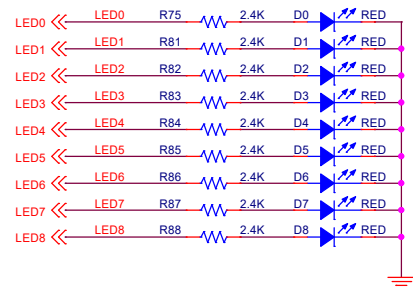 LED0 LED0 R75 2.4K D0 RED
LED1 LED1 R81 2.4K D1 RED
LED2 LED2 R82 2.4K D2 RED
LED3 LED3 R83 2.4K D3 RED
LED4 LED4 R84 2.4K D4 RED
LED5 LED5 R85 2.4K D5 RED
LED6 LED6 R86 2.4K D6 RED
LED7 LED7 R87 2.4K D7 RED
LED8 LED8 R88 2.4K D8 RED